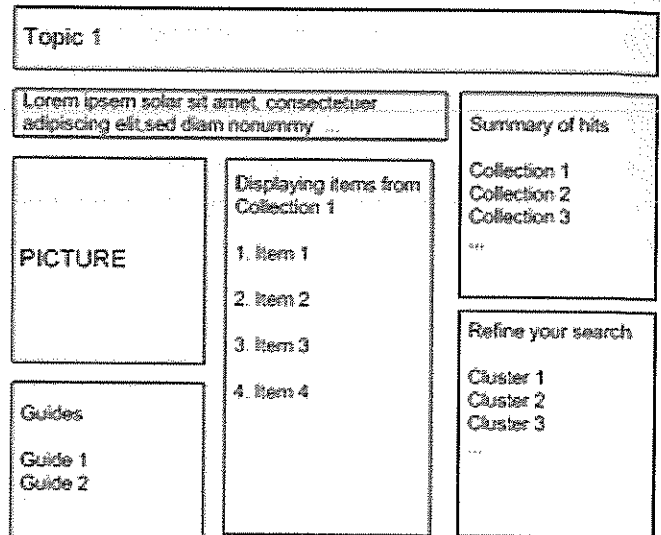 Topic 1
Lorem ipsem solar sit amet, consectetuer
adipiscing elit,sed diam nonummy ...
PICTURE
Guides
Guide 1
Guide 2
Displaying items from
Collection 1
1. Item 1
2. Item 2
3. Item 3
4. Item 4
Summary of hits
Collection 1
Collection 2
Collection 3
...
Refine your search
Cluster 1
Cluster 2
Cluster 3
...